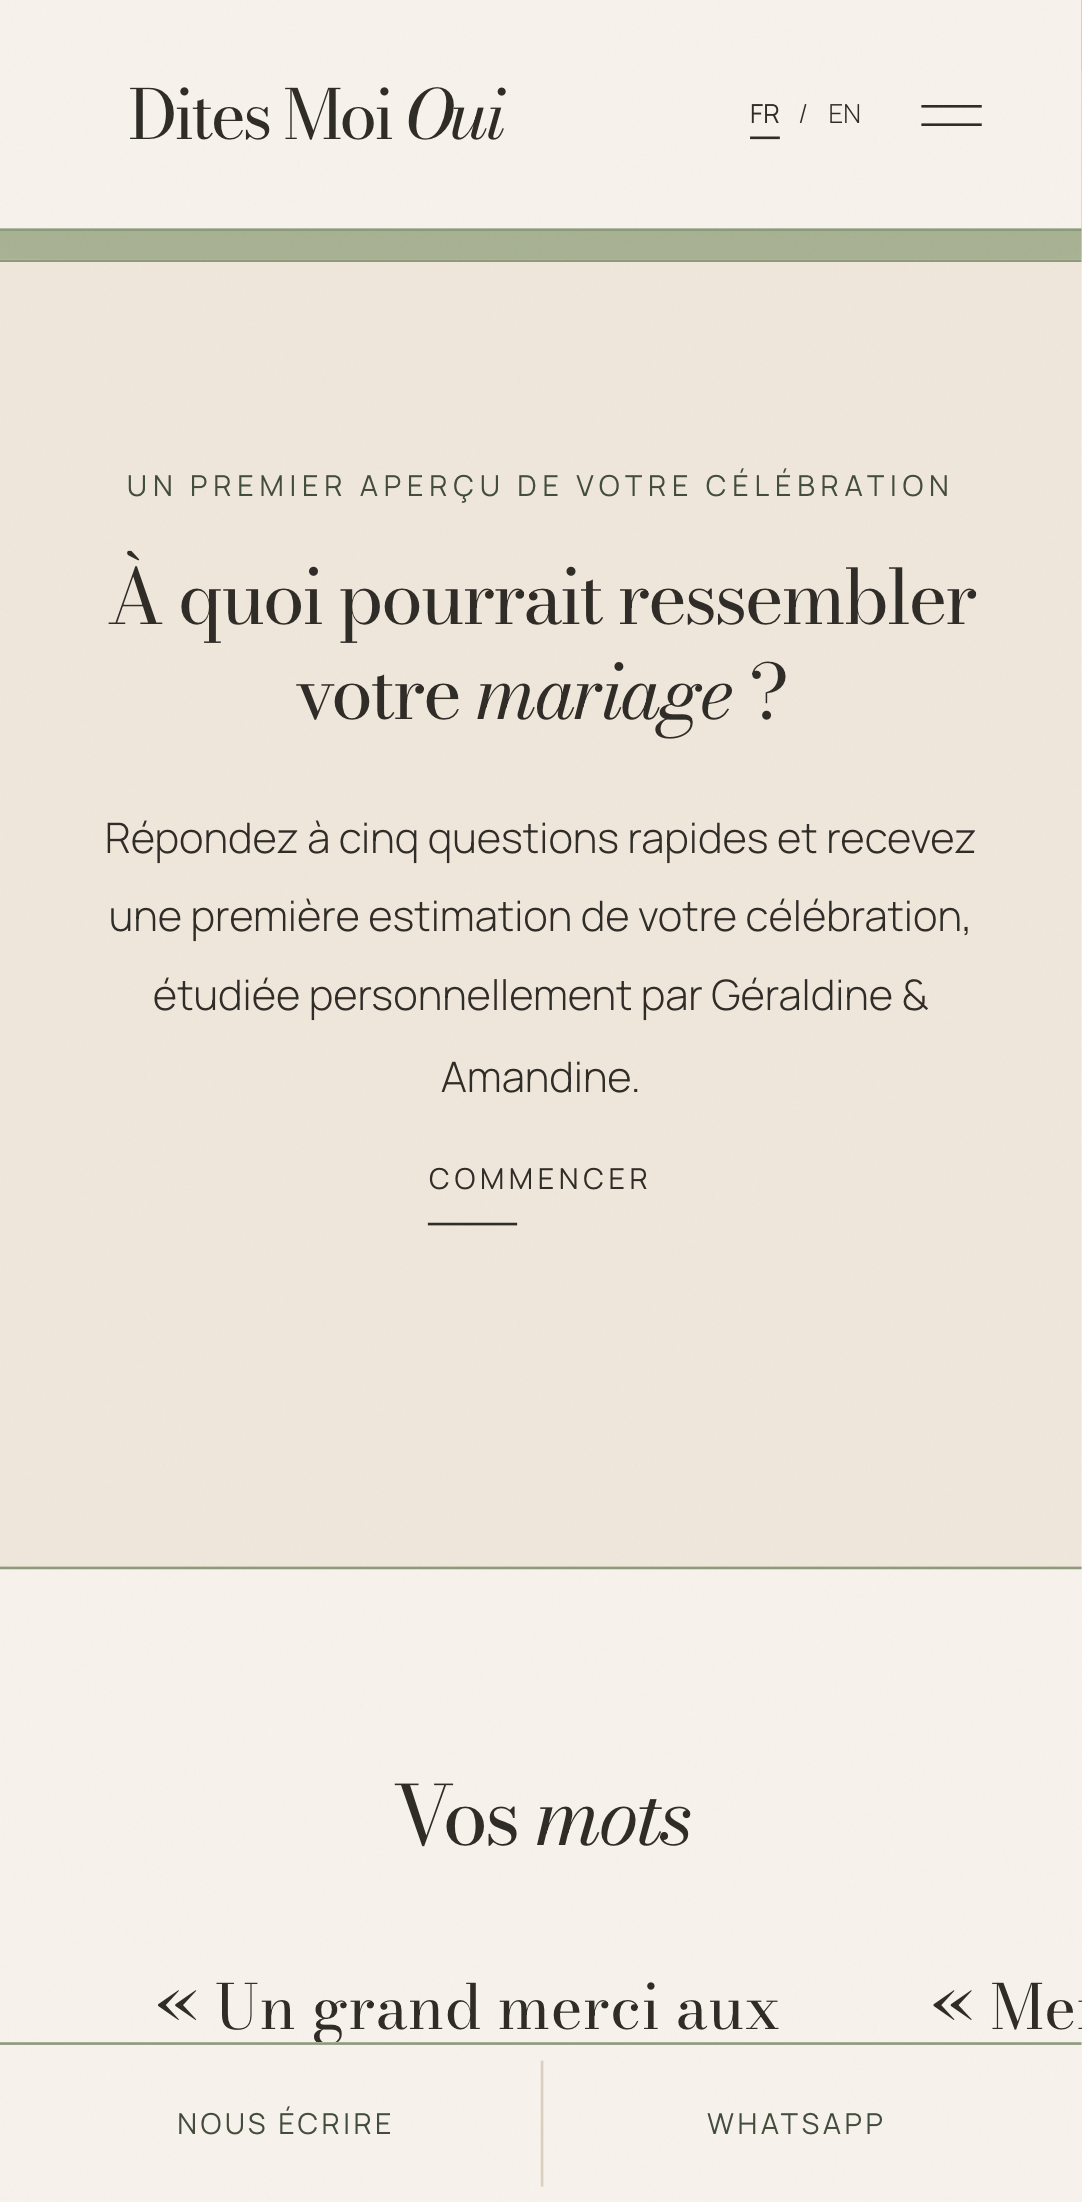 Dites Moi Oui
FR / EN
UN PREMIER APERÇU DE VOTRE CÉLÉBRATION
À quoi pourrait ressembler
votre mariage ?
Répondez à cinq questions rapides et recevez
une première estimation de votre célébration,
étudiée personnellement par Géraldine &
Amandine.
COMMENCER
Vos mots
« Un grand merci aux
«
NOUS ÉCRIRE
WHATSAPP